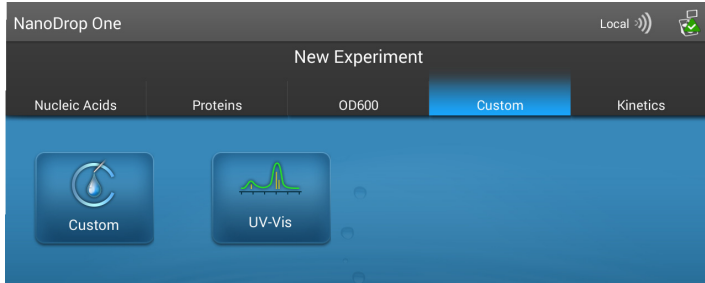 NanoDrop One Local
New Experiment
Nucleic Acids Proteins OD600 Custom Kinetics
Custom UV-Vis